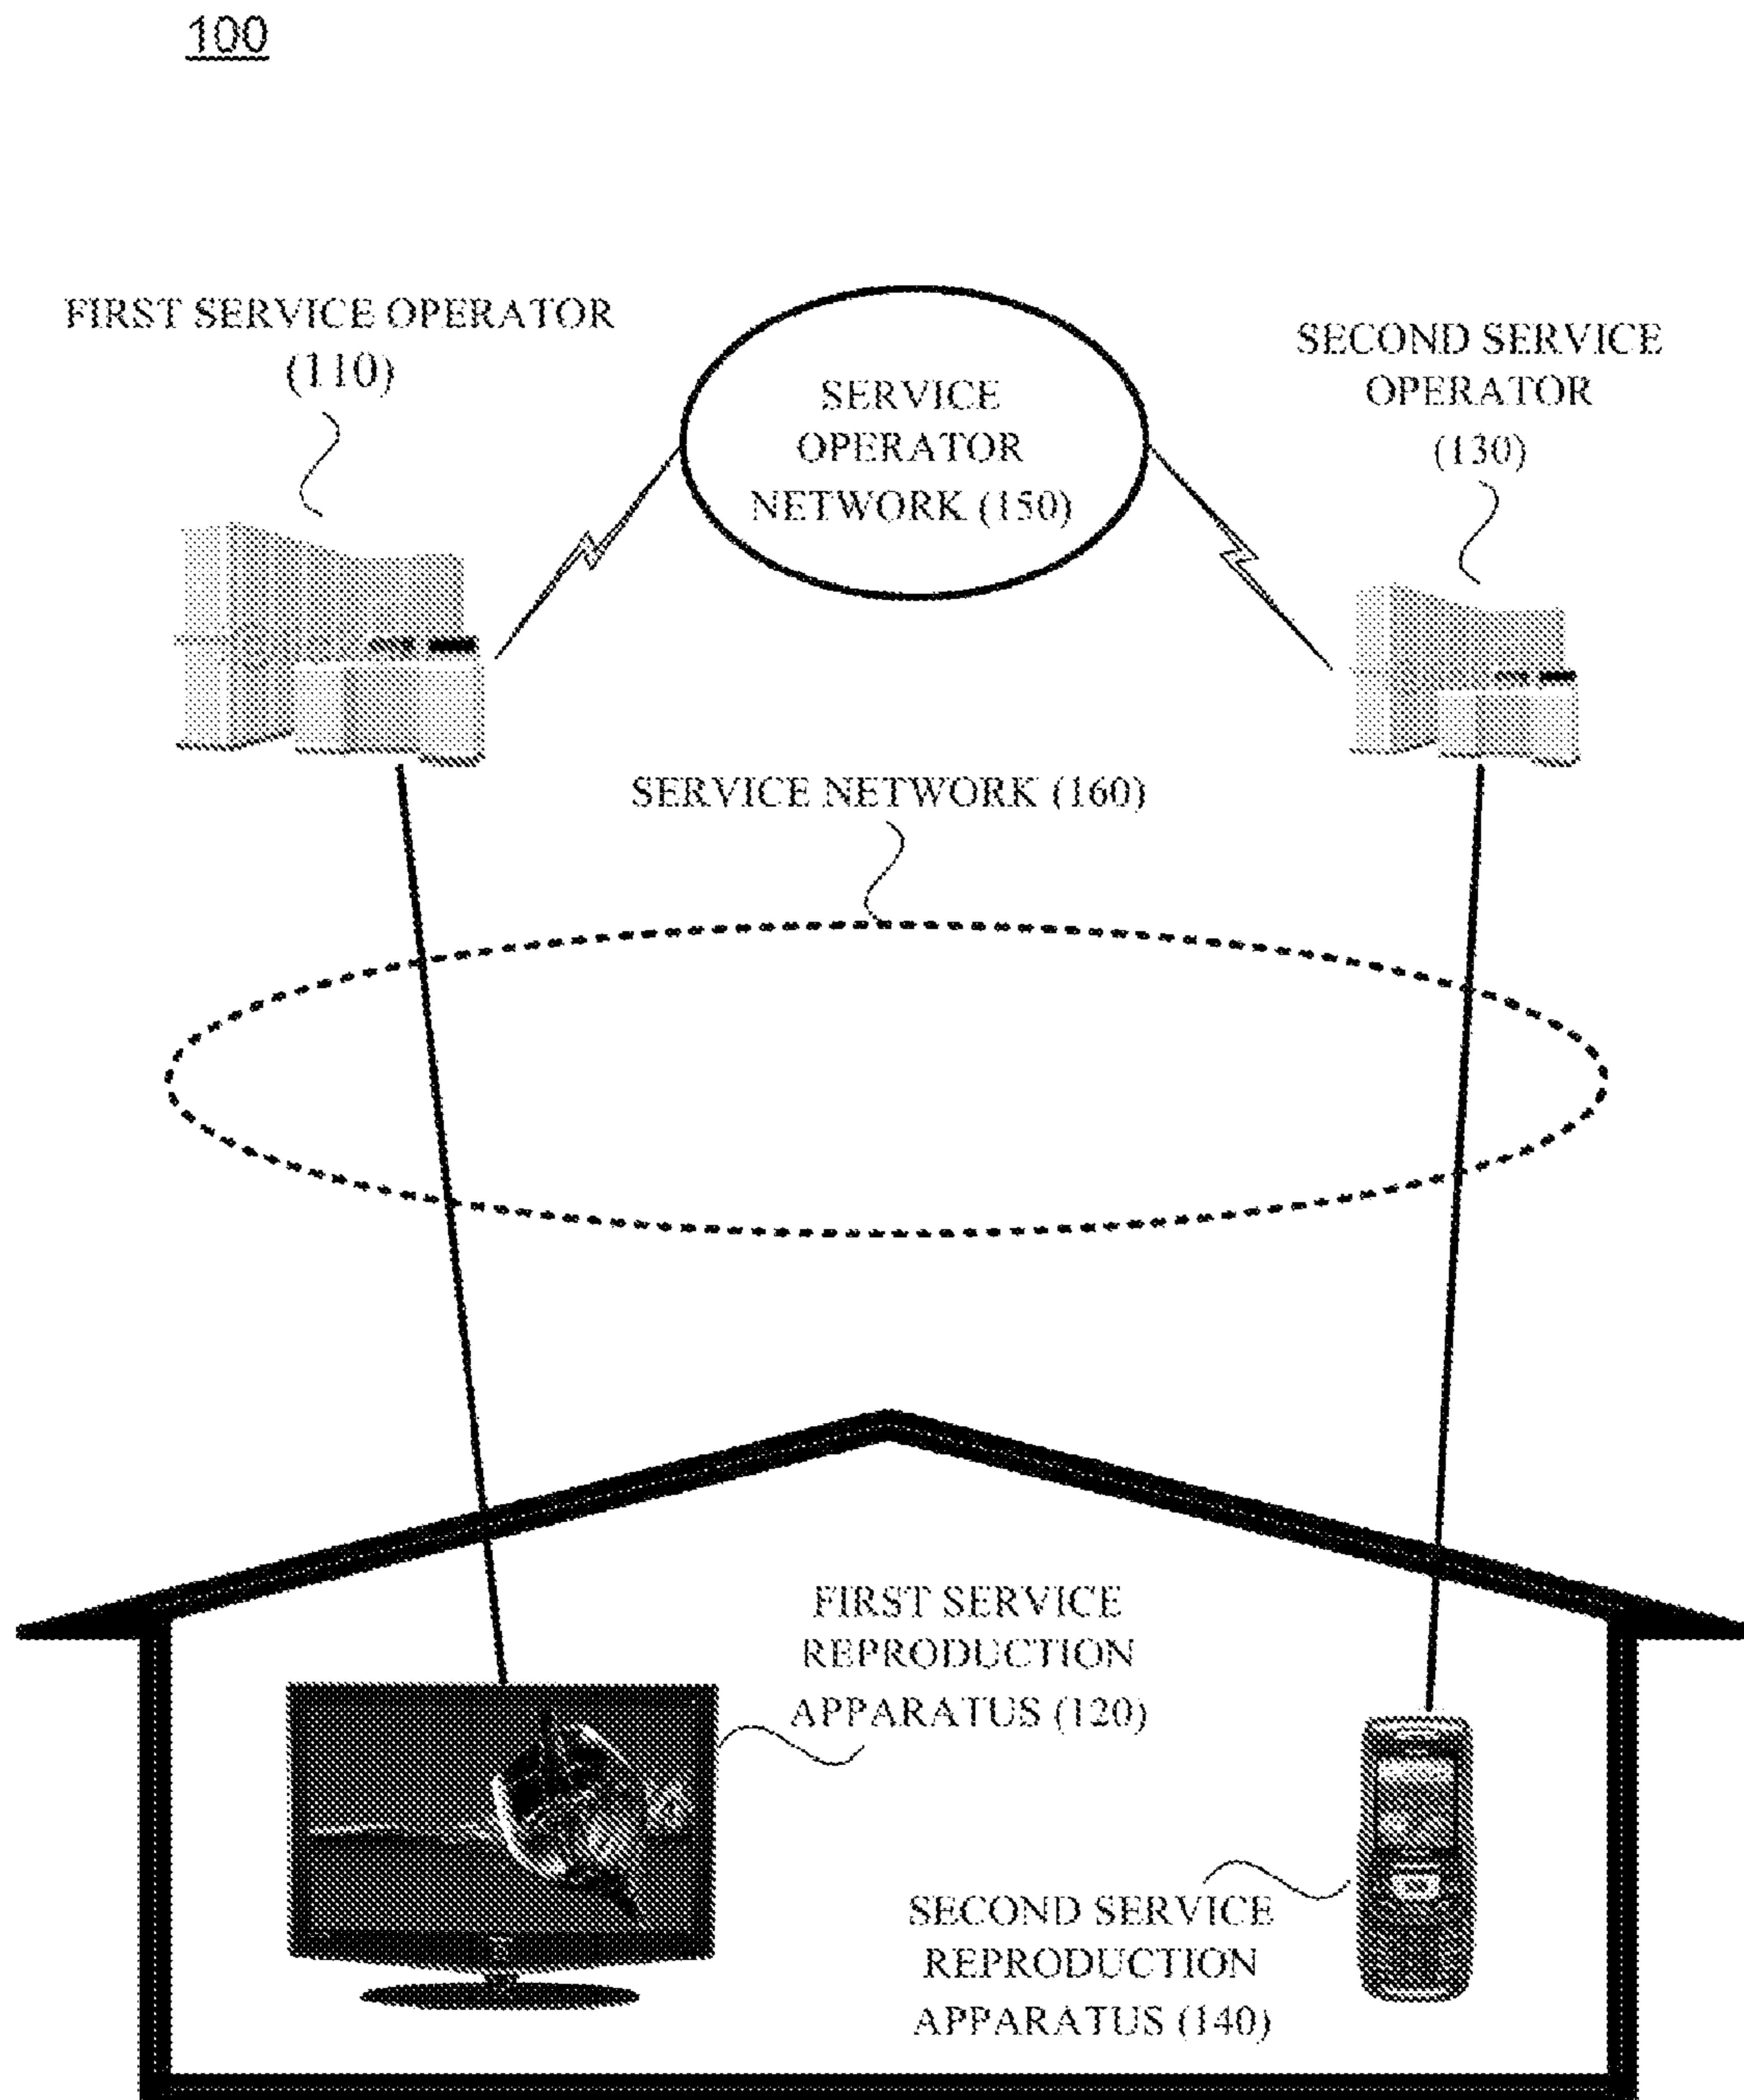 100
FIRST SERVICE OPERATOR
(110)
SERVICE
OPERATOR
NETWORK (150)
SECOND SERVICE
OPERATOR
(130)
SERVICE NETWORK (160)
FIRST SERVICE
REPRODUCTION
APPARATUS (120)
SECOND SERVICE
REPRODUCTION
APPARATUS (140)